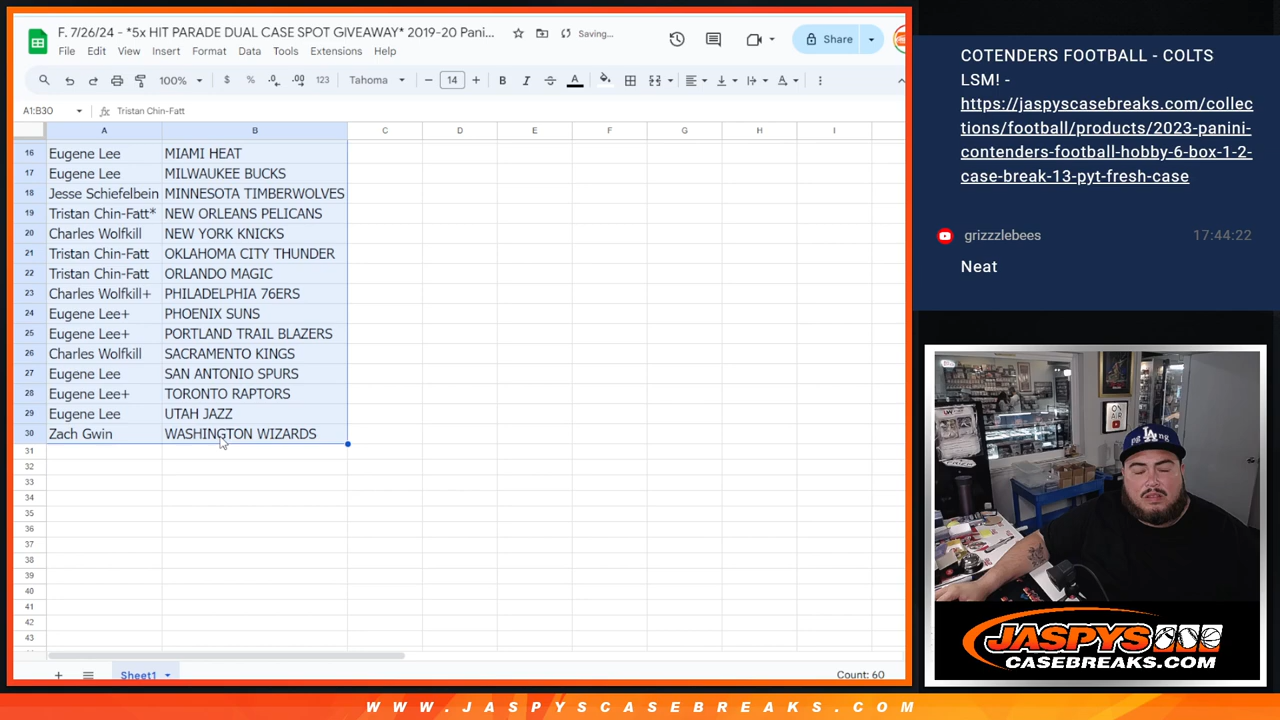 F. 7/26/24 - *5x HIT PARADE DUAL CASE SPOT GIVEAWAY* 2019-20 Pani...
Saving...
File Edit View Insert Format Data Tools Extensions Help
Share
100% $ % .0 .00 123 Tahoma 14 B I A
A1:B30 fx Tristan Chin-Fatt
A B C D E F G H I
16 Eugene Lee MIAMI HEAT
17 Eugene Lee MILWAUKEE BUCKS
18 Jesse Schiefelbein MINNESOTA TIMBERWOLVES
19 Tristan Chin-Fatt* NEW ORLEANS PELICANS
20 Charles Wolfkill NEW YORK KNICKS
21 Tristan Chin-Fatt OKLAHOMA CITY THUNDER
22 Tristan Chin-Fatt ORLANDO MAGIC
23 Charles Wolfkill+ PHILADELPHIA 76ERS
24 Eugene Lee+ PHOENIX SUNS
25 Eugene Lee+ PORTLAND TRAIL BLAZERS
26 Charles Wolfkill SACRAMENTO KINGS
27 Eugene Lee SAN ANTONIO SPURS
28 Eugene Lee+ TORONTO RAPTORS
29 Eugene Lee UTAH JAZZ
30 Zach Gwin WASHINGTON WIZARDS
31
32
33
34
35
36
37
38
39
40
41
42
43
Sheet1
Count: 60
COTENDERS FOOTBALL - COLTS
LSM! -
https://jaspyscasebreaks.com/collec
tions/football/products/2023-panini-
contenders-football-hobby-6-box-1-2-
case-break-13-pyt-fresh-case
grizzzlebees 17:44:22
Neat
ON
AIR
LA
JASPYS
CASEBREAKS.COM
WWW.JASPYSCASEBREAKS.COM